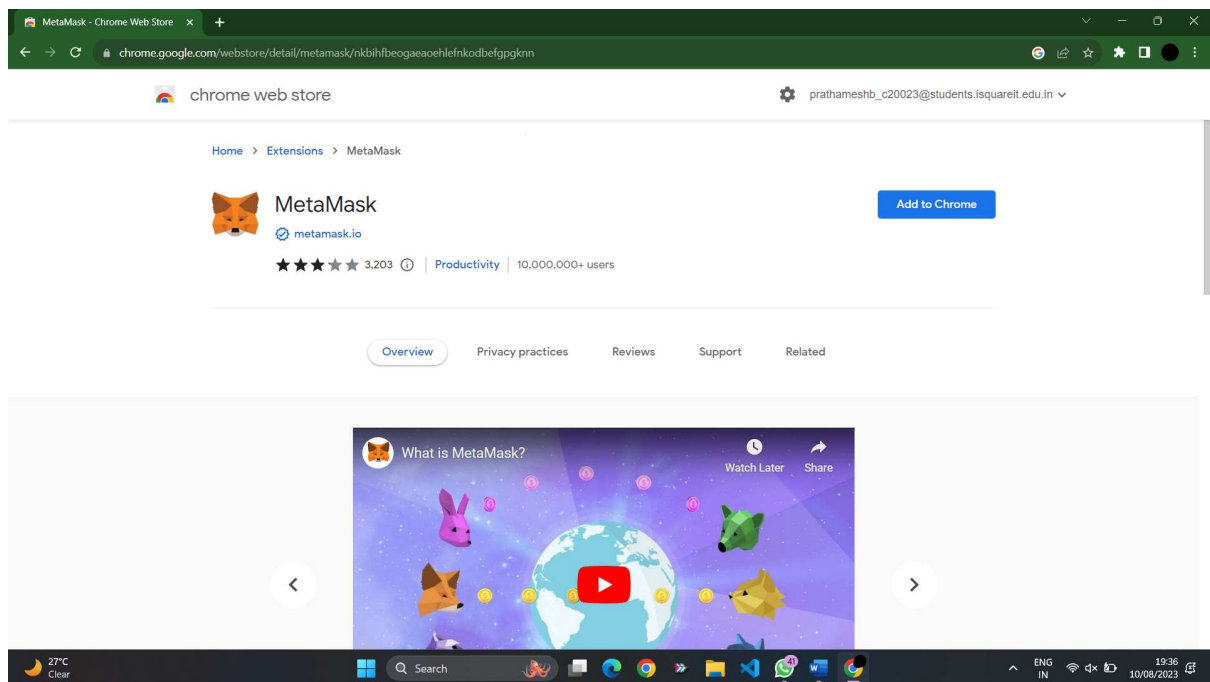 MetaMask - Chrome Web Store
chrome.google.com/webstore/detail/metamask/nkbihfbeogaeaoehlefnkodbefgpgknn
chrome web store
prathameshb_c20023@students.isquareit.edu.in
Home > Extensions > MetaMask
MetaMask
Add to Chrome
metamask.io
3,203
Productivity
10,000,000+ users
Overview
Privacy practices
Reviews
Support
Related
What is MetaMask?
Watch Later
Share
27°C
Clear
Search
41
ENG
IN
19:36
10/08/2023